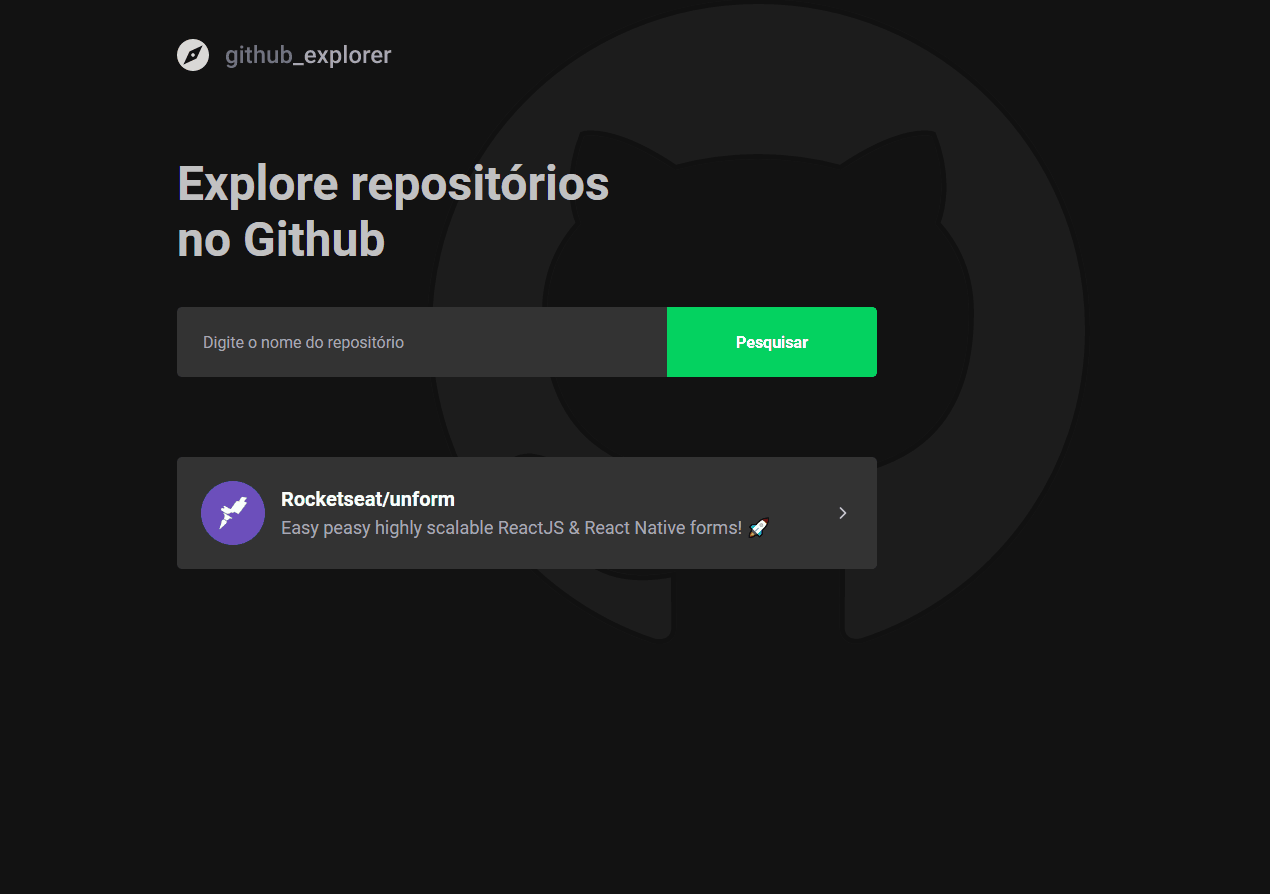 github_explorer
Explore repositórios
no Github
Digite o nome do repositório
Pesquisar
Rocketseat/unform
Easy peasy highly scalable ReactJS & React Native forms! 🚀